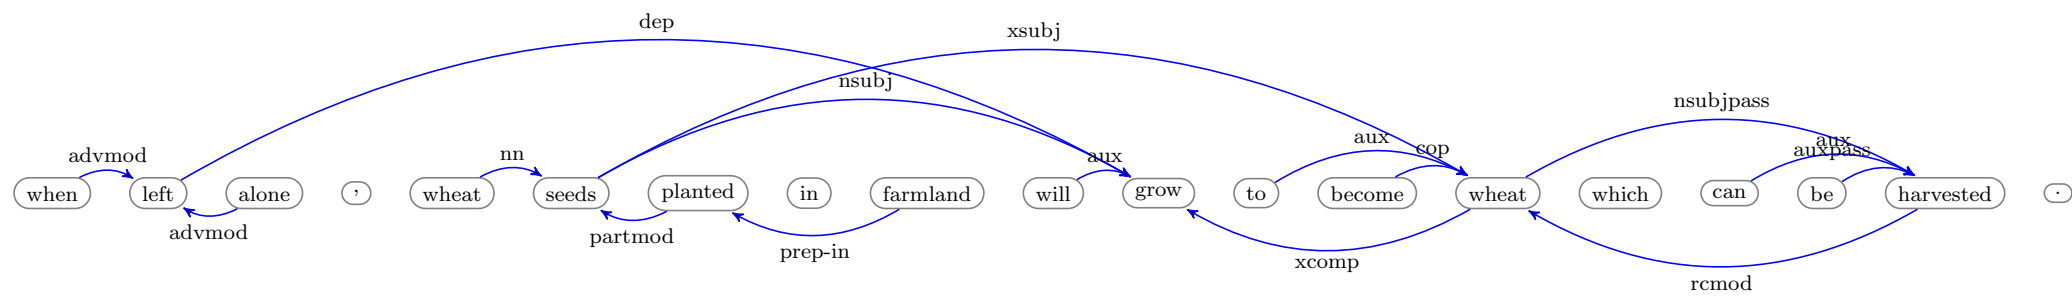 dep
xsubj
nsubj
nsubjpass
aux
aux
cop
auxpass
advmod
nn
aux
when left alone , wheat seeds planted in farmland will grow to become wheat which can be harvested .
advmod
partmod
prep-in
xcomp
rcmod